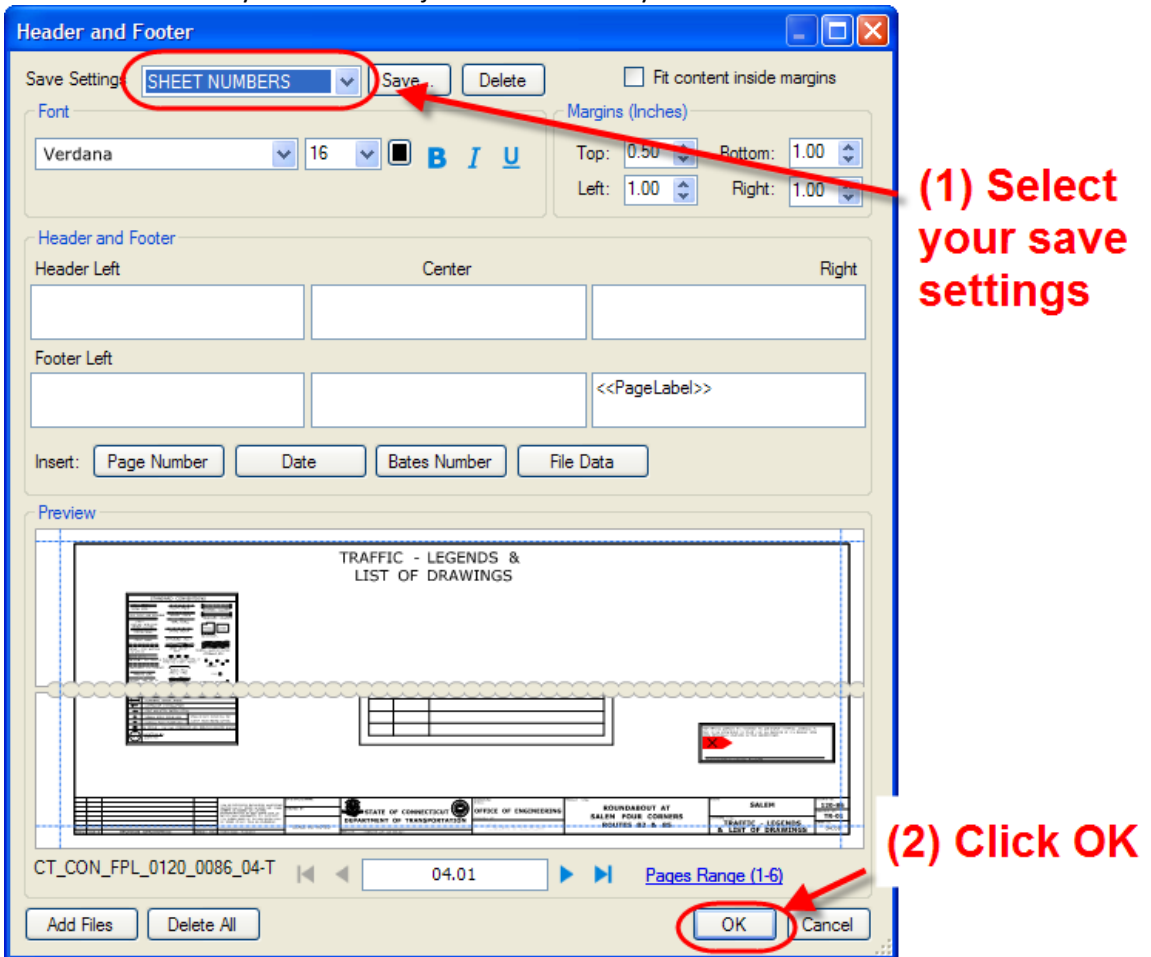 Header and Footer
Save Settings SHEET NUMBERS Save... Delete Fit content inside margins
Font Margins (Inches)
Verdana 16 B I U Top: 0.50 Bottom: 1.00
Left: 1.00 Right: 1.00
(1) Select
your save
settings
Header and Footer
Header Left Center Right
Footer Left
<<PageLabel>>
Insert: Page Number Date Bates Number File Data
Preview
TRAFFIC - LEGENDS &
LIST OF DRAWINGS
STATE OF CONNECTICUT
DEPARTMENT OF TRANSPORTATION
OFFICE OF ENGINEERING
ROUNDABOUT AT
SALEM FOUR CORNERS
ROUTES 82 & 85
SALEM
TRAFFIC - LEGENDS
& LIST OF DRAWINGS
TR-01
(2) Click OK
CT_CON_FPL_0120_0086_04-T 04.01 Pages Range (1-6)
Add Files Delete All OK Cancel